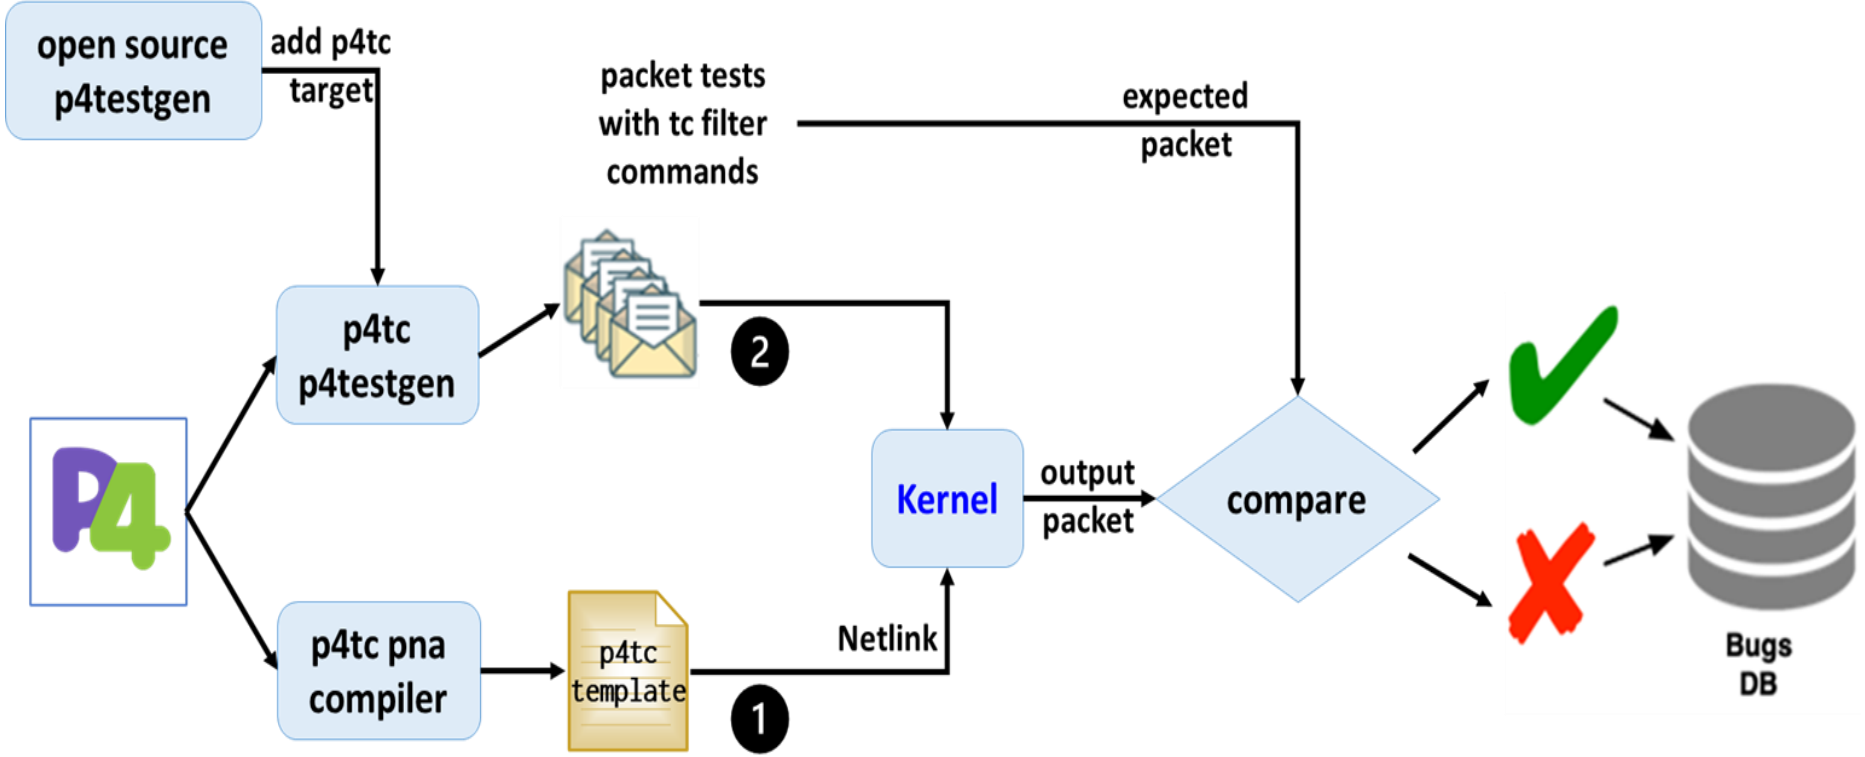 open source
p4testgen
add p4tc
target
packet tests
with tc filter
commands
expected
packet
p4tc
p4testgen
2
P4
Kernel
output
packet
compare
p4tc pna
compiler
p4tc
template
Netlink
1
Bugs
DB